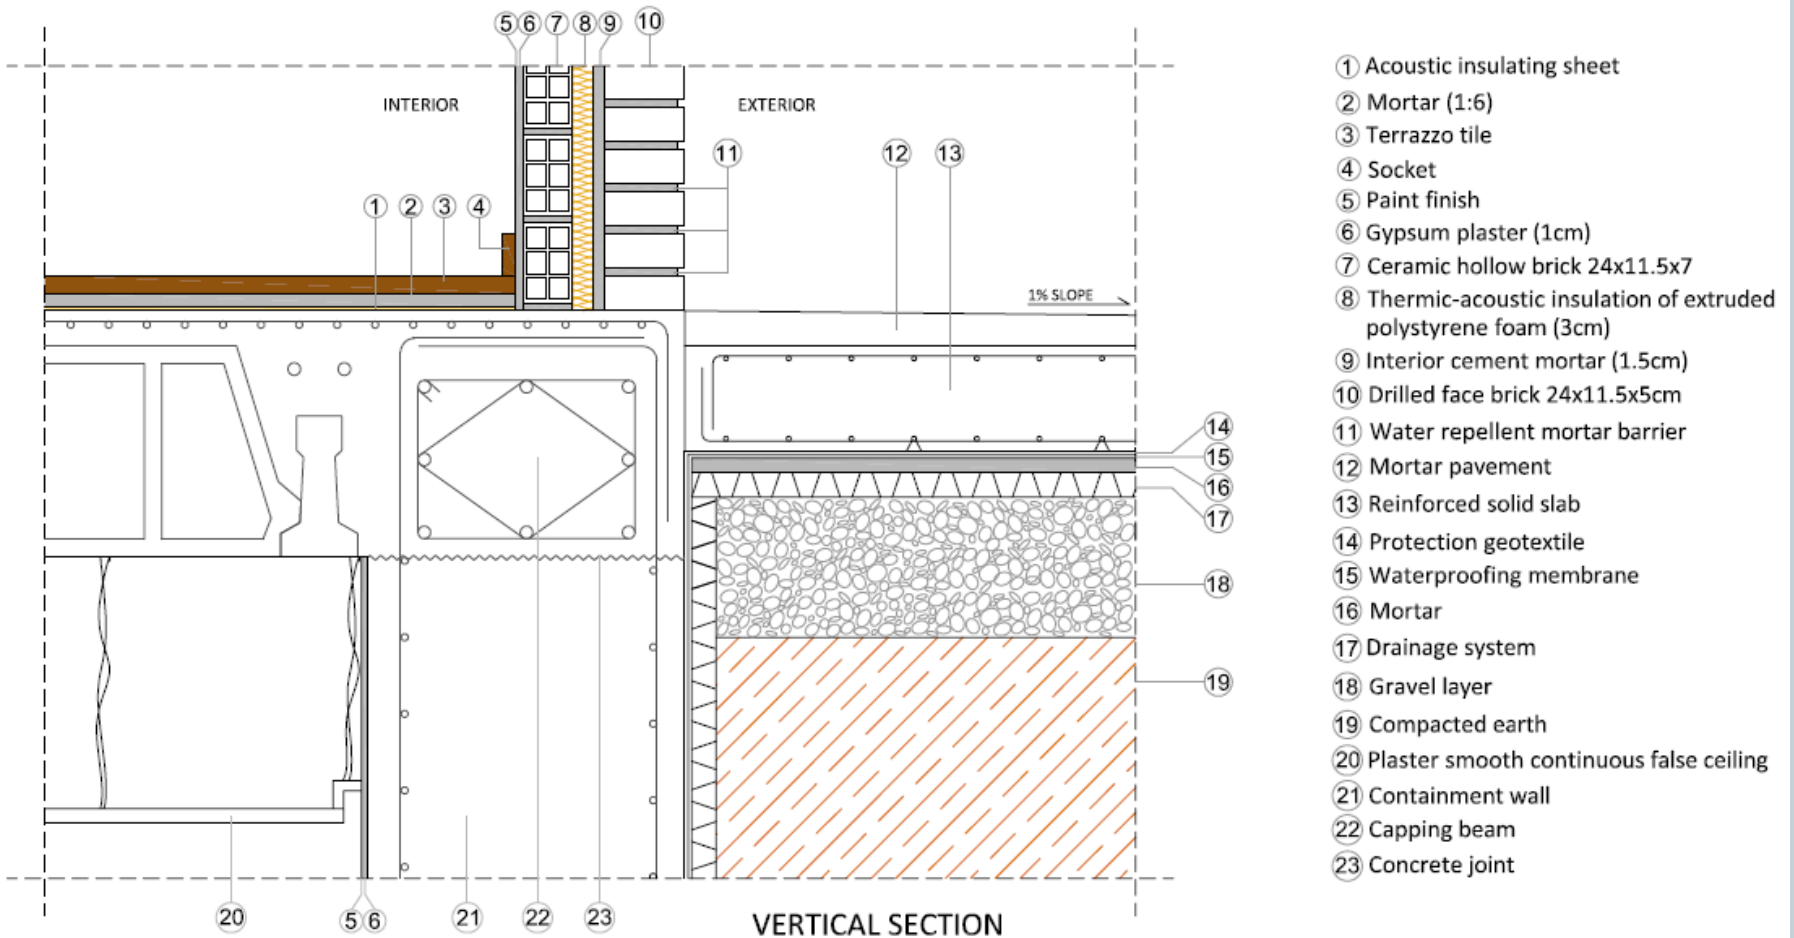 5 6 7 8 9 10
INTERIOR
EXTERIOR
11
12 13
1 2 3 4
1% SLOPE
14
15
16
17
18
19
20
5 6
21
22
23
VERTICAL SECTION
1 Acoustic insulating sheet
2 Mortar (1:6)
3 Terrazzo tile
4 Socket
5 Paint finish
6 Gypsum plaster (1cm)
7 Ceramic hollow brick 24x11.5x7
8 Thermic-acoustic insulation of extruded
polystyrene foam (3cm)
9 Interior cement mortar (1.5cm)
10 Drilled face brick 24x11.5x5cm
11 Water repellent mortar barrier
12 Mortar pavement
13 Reinforced solid slab
14 Protection geotextile
15 Waterproofing membrane
16 Mortar
17 Drainage system
18 Gravel layer
19 Compacted earth
20 Plaster smooth continuous false ceiling
21 Containment wall
22 Capping beam
23 Concrete joint